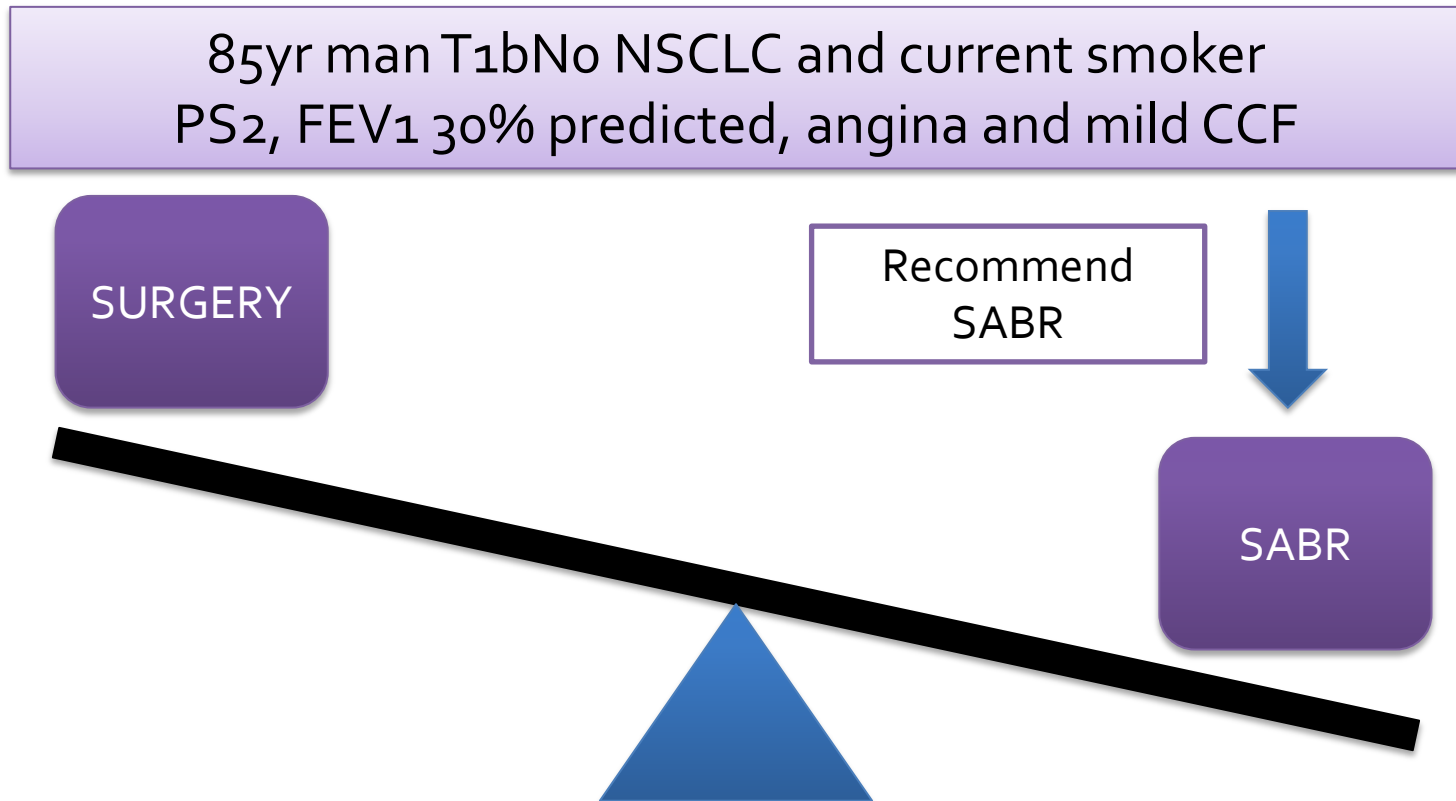 85yr man T1bN0 NSCLC and current smoker
PS2, FEV1 30% predicted, angina and mild CCF
SURGERY
Recommend
SABR
SABR